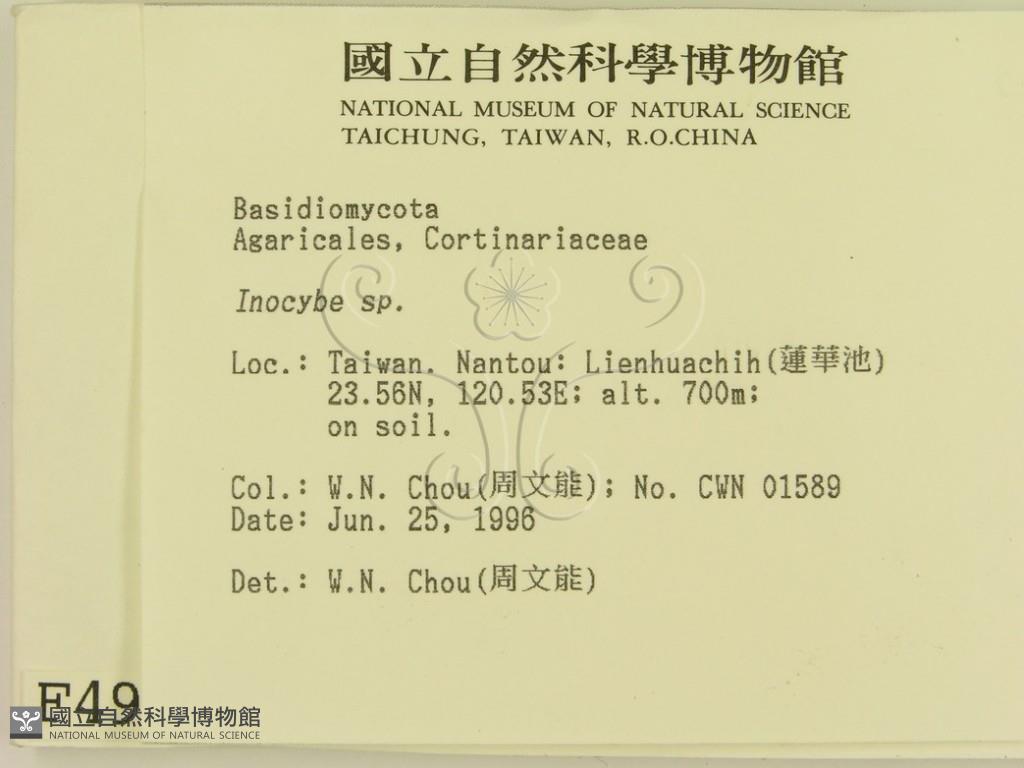 國立自然科學博物館
NATIONAL MUSEUM OF NATURAL SCIENCE
TAICHUNG, TAIWAN, R.O.CHINA
Basidiomycota
Agaricales, Cortinariaceae
Inocybe sp.
Loc.: Taiwan. Nantou: Lienhuachih(蓮華池)
23.56N, 120.53E; alt. 700m;
on soil.
Col.: W.N. Chou(周文能); No. CWN 01589
Date: Jun. 25, 1996
Det.: W.N. Chou(周文能)
國立自然科學博物館
NATIONAL MUSEUM OF NATURAL SCIENCE